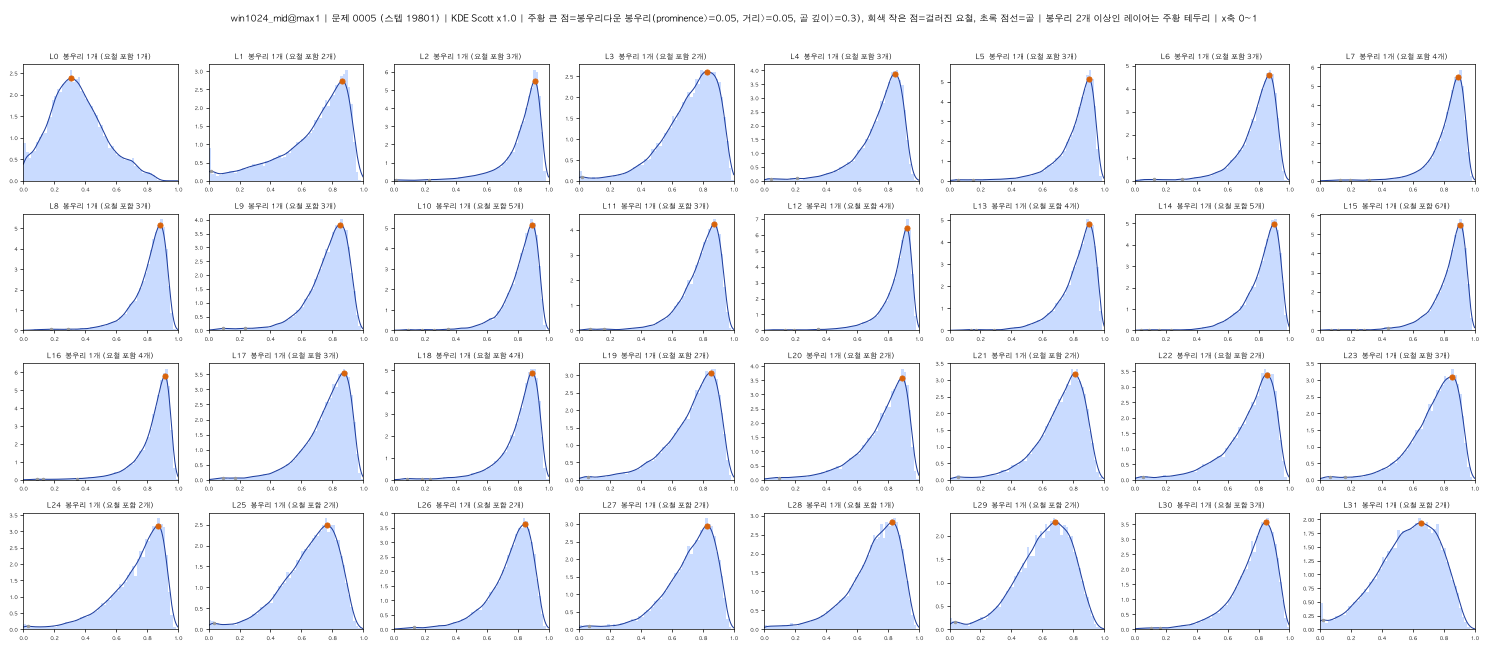 win1024_mid@max1 | 문제 0005 (스텝 19801) | KDE Scott x1.0 | 주황 큰 점=봉우리다운 봉우리(prominence>=0.05, 거리>=0.05, 골 깊이>=0.3), 회색 작은 점=걸러진 요철, 초록 점선=골 | 봉우리 2개 이상인 레이어는 주황 테두리 | x축 0~1
L0 봉우리 1개 (요철 포함 1개)
L1 봉우리 1개 (요철 포함 2개)
L2 봉우리 1개 (요철 포함 3개)
L3 봉우리 1개 (요철 포함 2개)
L4 봉우리 1개 (요철 포함 3개)
L5 봉우리 1개 (요철 포함 3개)
L6 봉우리 1개 (요철 포함 3개)
L7 봉우리 1개 (요철 포함 4개)
L8 봉우리 1개 (요철 포함 3개)
L9 봉우리 1개 (요철 포함 3개)
L10 봉우리 1개 (요철 포함 5개)
L11 봉우리 1개 (요철 포함 3개)
L12 봉우리 1개 (요철 포함 4개)
L13 봉우리 1개 (요철 포함 4개)
L14 봉우리 1개 (요철 포함 5개)
L15 봉우리 1개 (요철 포함 6개)
L16 봉우리 1개 (요철 포함 4개)
L17 봉우리 1개 (요철 포함 3개)
L18 봉우리 1개 (요철 포함 4개)
L19 봉우리 1개 (요철 포함 2개)
L20 봉우리 1개 (요철 포함 2개)
L21 봉우리 1개 (요철 포함 2개)
L22 봉우리 1개 (요철 포함 2개)
L23 봉우리 1개 (요철 포함 3개)
L24 봉우리 1개 (요철 포함 2개)
L25 봉우리 1개 (요철 포함 2개)
L26 봉우리 1개 (요철 포함 2개)
L27 봉우리 1개 (요철 포함 2개)
L28 봉우리 1개 (요철 포함 1개)
L29 봉우리 1개 (요철 포함 2개)
L30 봉우리 1개 (요철 포함 3개)
L31 봉우리 1개 (요철 포함 2개)